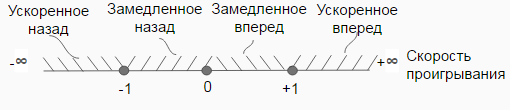 Ускоренное назад
Замедленное назад
Замедленное вперед
Ускоренное вперед
-∞
+∞
Скорость проигрывания
-1
0
+1